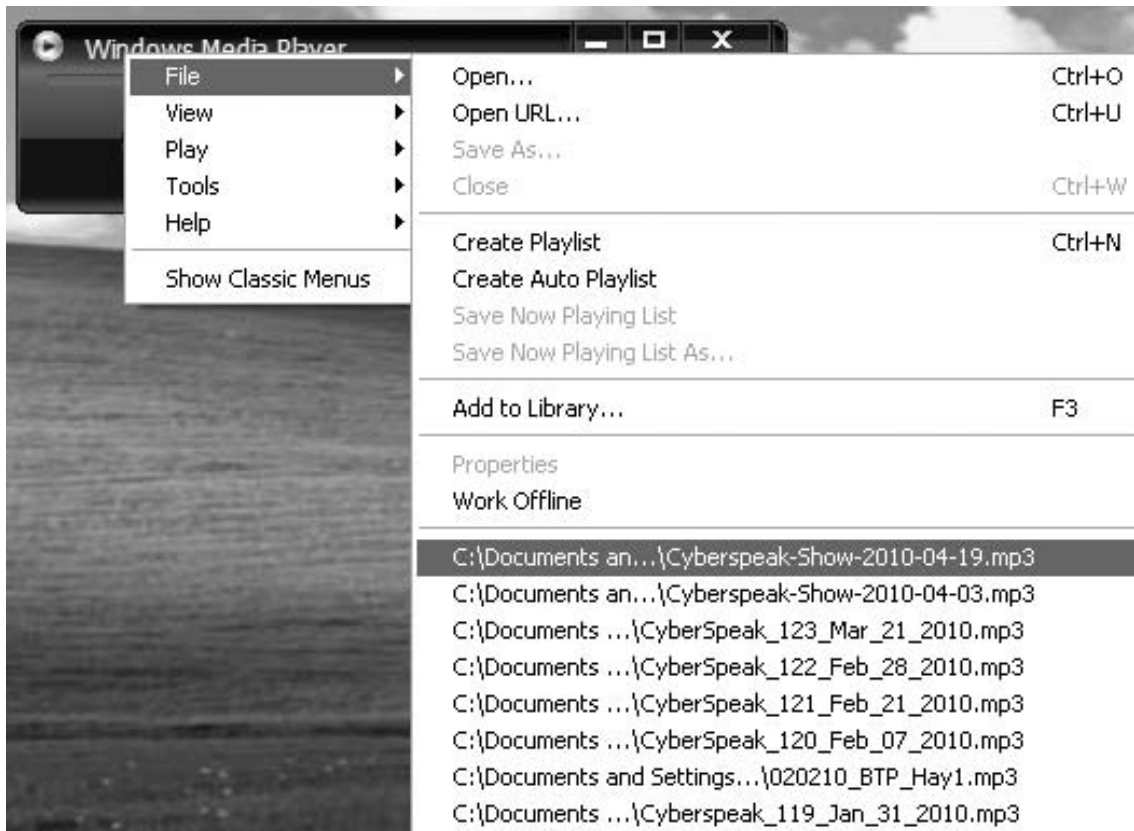 Windows Media Player
File
View
Play
Tools
Help
Show Classic Menus
Open... Ctrl+O
Open URL... Ctrl+U
Save As...
Close Ctrl+W
Create Playlist Ctrl+N
Create Auto Playlist
Save Now Playing List
Save Now Playing List As...
Add to Library... F3
Properties
Work Offline
C:\Documents an...\Cyberspeak-Show-2010-04-19.mp3
C:\Documents an...\Cyberspeak-Show-2010-04-03.mp3
C:\Documents ...\CyberSpeak_123_Mar_21_2010.mp3
C:\Documents ...\CyberSpeak_122_Feb_28_2010.mp3
C:\Documents ...\CyberSpeak_121_Feb_21_2010.mp3
C:\Documents ...\CyberSpeak_120_Feb_07_2010.mp3
C:\Documents and Settings...\020210_BTP_Hay1.mp3
C:\Documents ...\Cyberspeak_119_Jan_31_2010.mp3